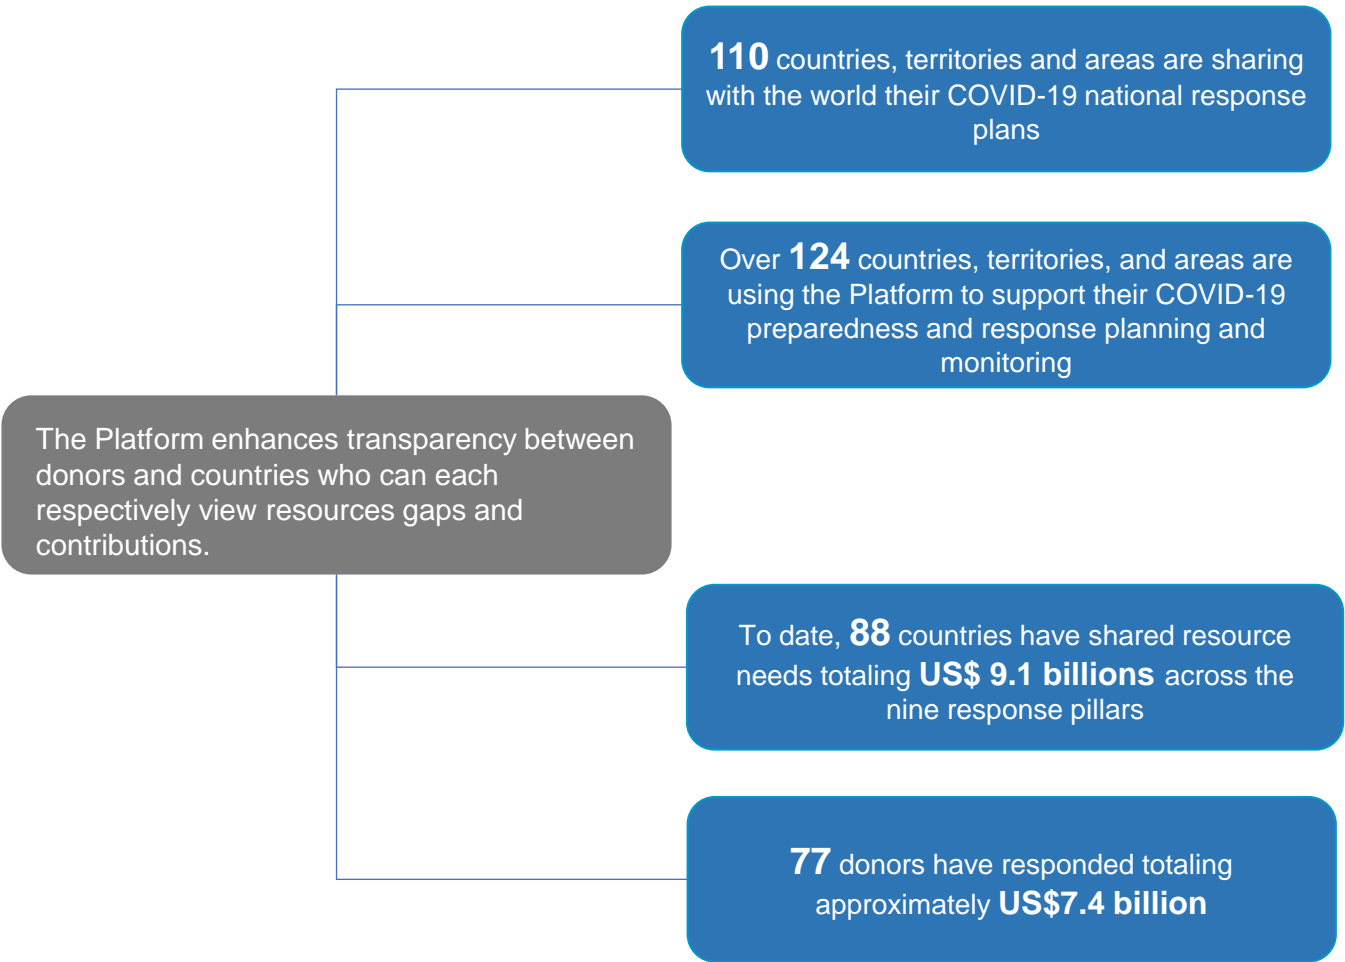 110 countries, territories and areas are sharing
with the world their COVID-19 national response
plans
Over 124 countries, territories, and areas are
using the Platform to support their COVID-19
preparedness and response planning and
monitoring
The Platform enhances transparency between
donors and countries who can each
respectively view resources gaps and
contributions.
To date, 88 countries have shared resource
needs totaling US$ 9.1 billions across the
nine response pillars
77 donors have responded totaling
approximately US$7.4 billion